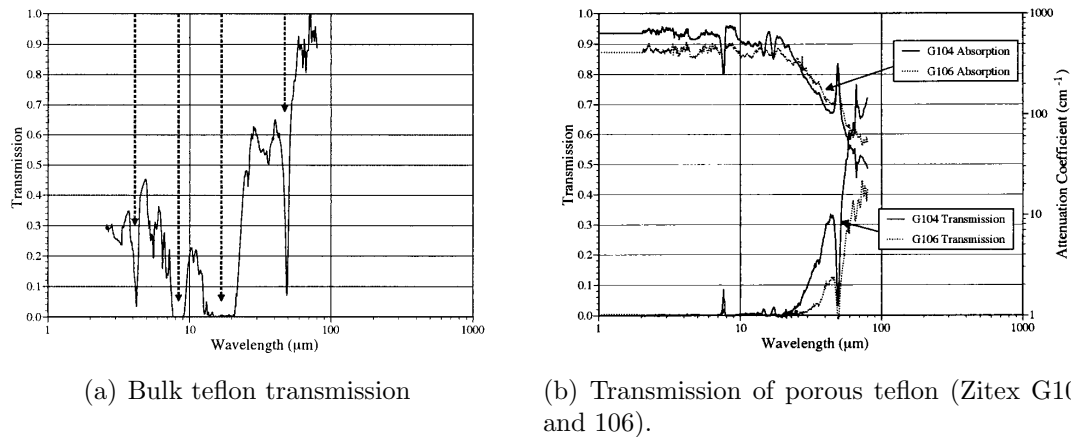 1.0
0.9
0.8
0.7
0.6
0.5
0.4
0.3
0.2
0.1
0.0
Transmission
1
10
100
1000
Wavelength (μm)
(a) Bulk teflon transmission
1.0
0.9
0.8
0.7
0.6
0.5
0.4
0.3
0.2
0.1
0.0
Transmission
1
10
100
1000
Wavelength (μm)
1000
100
10
1
Attenuation Coefficient (cm⁻¹)
G104 Absorption
G106 Absorption
G104 Transmission
G106 Transmission
(b) Transmission of porous teflon (Zitex G10
and 106).